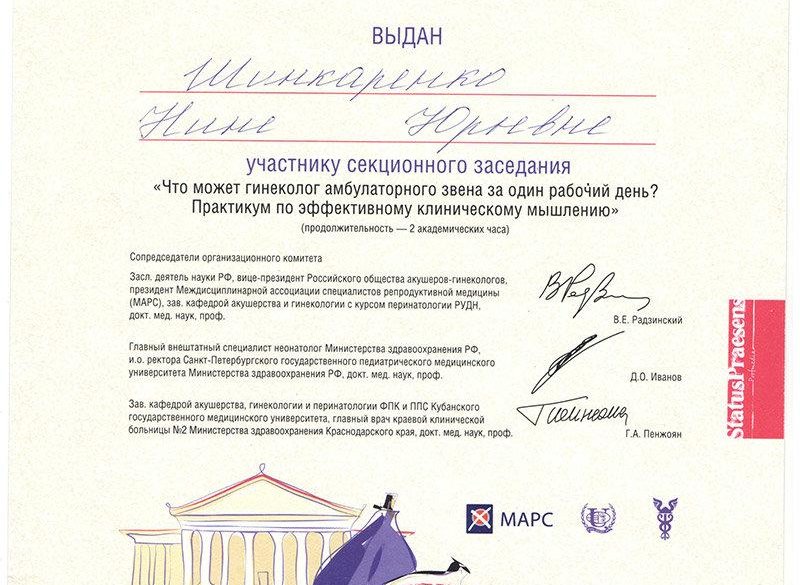 ВЫДАН
Шинкаренко
Нине Юрьевне
участнику секционного заседания
«Что может гинеколог амбулаторного звена за один рабочий день?
Практикум по эффективному клиническому мышлению»
(продолжительность — 2 академических часа)
Сопредседатели организационного комитета
Засл. деятель науки РФ, вице-президент Российского общества акушеров-гинекологов,
президент Междисциплинарной ассоциации специалистов репродуктивной медицины
(МАРС), зав. кафедрой акушерства и гинекологии с курсом перинатологии РУДН,
докт. мед. наук, проф.
В.Е. Радзинский
Главный внештатный специалист неонатолог Министерства здравоохранения РФ,
и.о. ректора Санкт-Петербургского государственного педиатрического медицинского
университета Министерства здравоохранения РФ, докт. мед. наук, проф.
Д.О. Иванов
Зав. кафедрой акушерства, гинекологии и перинатологии ФПК и ППС Кубанского
государственного медицинского университета, главный врач краевой клинической
больницы №2 Министерства здравоохранения Краснодарского края, докт. мед. наук, проф.
Г.А. Пенжоян
StatusPraesens
МАРС